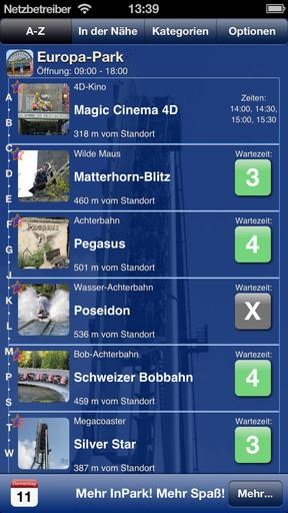 Netzbetreiber 13:39
A-Z In der Nähe Kategorien Optionen
Europa-Park
Öffnung: 09:00 - 18:00
4D-Kino
Magic Cinema 4D
318 m vom Standort
Zeiten:
14:00, 14:30,
15:00, 15:30
Wilde Maus
Matterhorn-Blitz
460 m vom Standort
Wartezeit:
3
Achterbahn
Pegasus
501 m vom Standort
Wartezeit:
4
Wasser-Achterbahn
Poseidon
536 m vom Standort
Wartezeit:
X
Bob-Achterbahn
Schweizer Bobbahn
459 m vom Standort
Wartezeit:
4
Megacoaster
Silver Star
387 m vom Standort
Wartezeit:
3
A
B
C
D
E
F
G
J
K
L
M
P
S
T
W
Donnerstag
11
Mehr InPark! Mehr Spaß! Mehr...